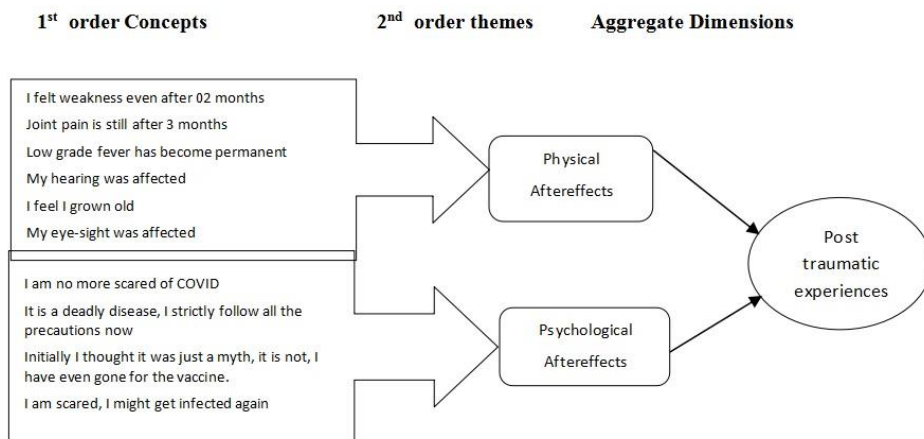 1st order Concepts
2nd order themes
Aggregate Dimensions
I felt weakness even after 02 months
Joint pain is still after 3 months
Low grade fever has become permanent
My hearing was affected
I feel I grown old
My eye-sight was affected
Physical
Aftereffects
I am no more scared of COVID
It is a deadly disease, I strictly follow all the
precautions now
Initially I thought it was just a myth, it is not, I
have even gone for the vaccine.
I am scared, I might get infected again
Psychological
Aftereffects
Post
traumatic
experiences